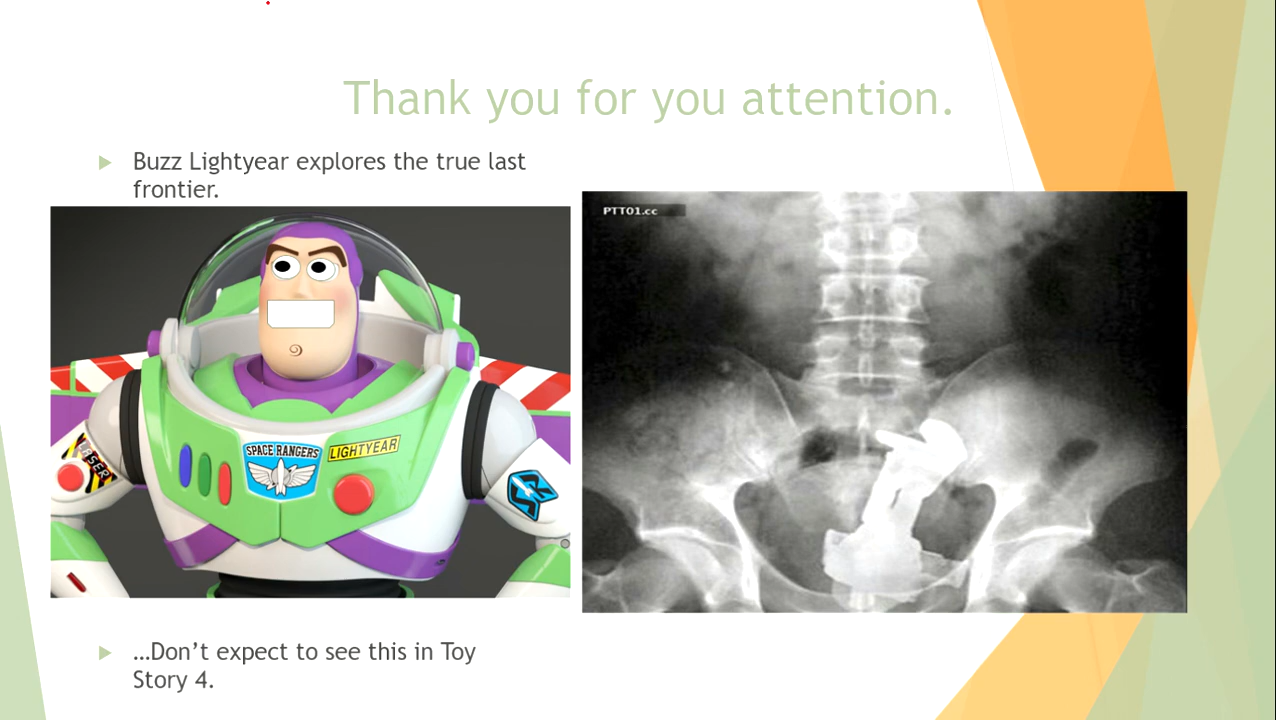 Thank you for you attention.
Buzz Lightyear explores the true last
frontier.
PTT01.cc
SPACE RANGERS
LIGHTYEAR
LASER
…Don't expect to see this in Toy
Story 4.